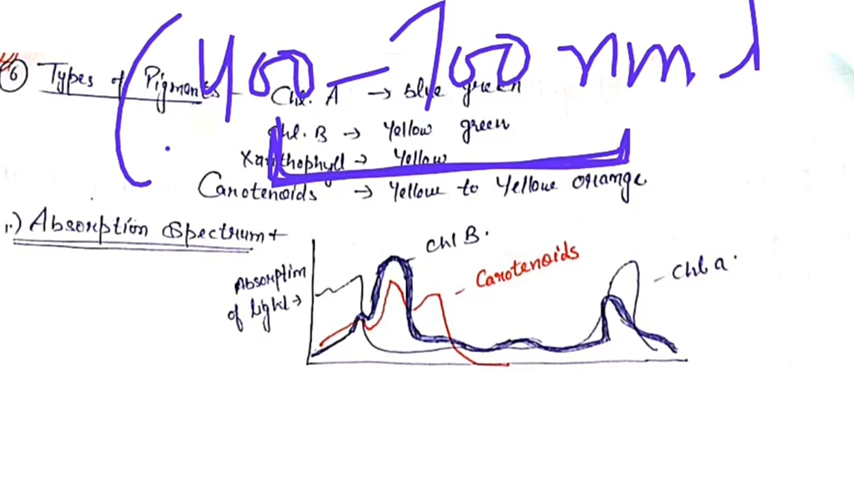 (400-700 nm)
6 Types of Pigments - Chl. A → blue green
Chl. B → Yellow green
Xanthophyll → Yellow
Carotenoids → Yellow to Yellow orange
Absorption Spectrum
Chl B.
Carotenoids
Chl a.
Absorption
of light →